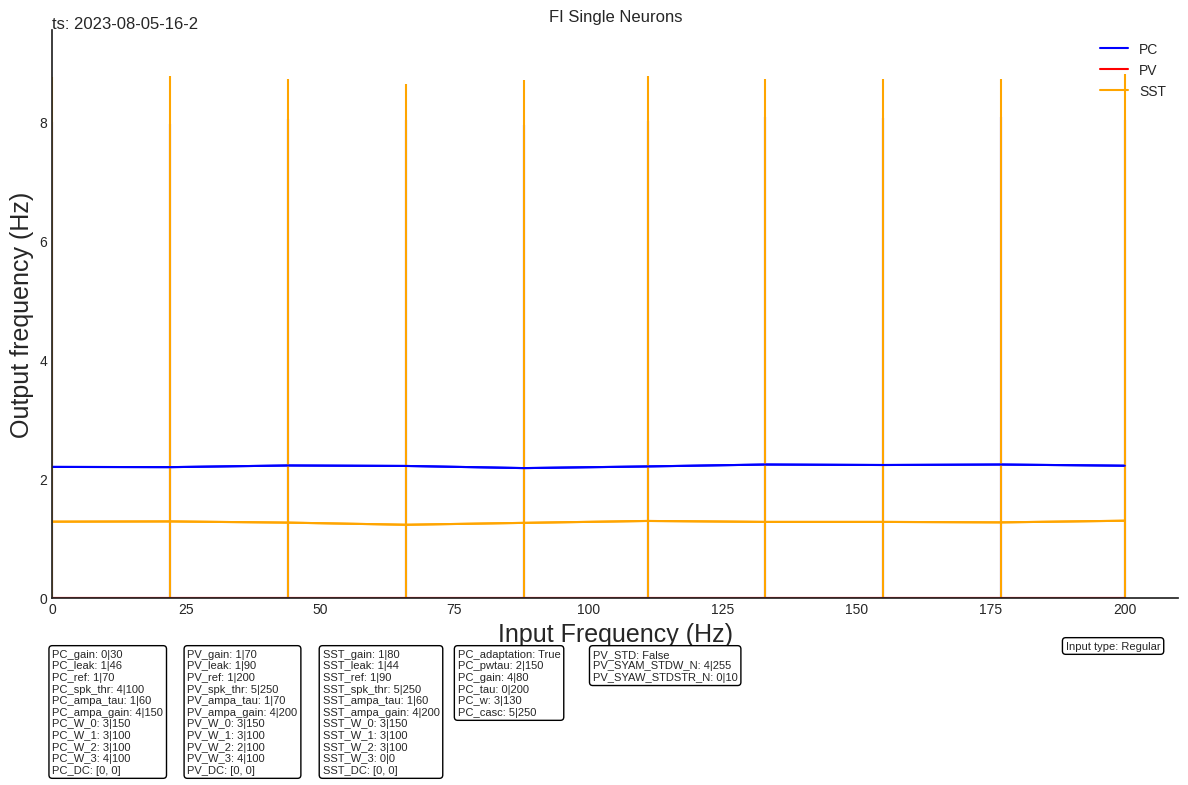 ts: 2023-08-05-16-2
FI Single Neurons
PC
PV
SST
Output frequency (Hz)
8
6
4
2
0
0 25 50 75 100 125 150 175 200
Input Frequency (Hz)
Input type: Regular
PC_gain: 0|30
PC_leak: 1|46
PC_ref: 1|70
PC_spk_thr: 4|100
PC_ampa_tau: 1|60
PC_ampa_gain: 4|150
PC_W_0: 3|150
PC_W_1: 3|100
PC_W_2: 3|100
PC_W_3: 4|100
PC_DC: [0, 0]
PV_gain: 1|70
PV_leak: 1|90
PV_ref: 1|200
PV_spk_thr: 5|250
PV_ampa_tau: 1|70
PV_ampa_gain: 4|200
PV_W_0: 3|150
PV_W_1: 3|100
PV_W_2: 2|100
PV_W_3: 4|100
PV_DC: [0, 0]
SST_gain: 1|80
SST_leak: 1|44
SST_ref: 1|90
SST_spk_thr: 5|250
SST_ampa_tau: 1|60
SST_ampa_gain: 4|200
SST_W_0: 3|150
SST_W_1: 3|100
SST_W_2: 3|100
SST_W_3: 0|0
SST_DC: [0, 0]
PC_adaptation: True
PC_pwtau: 2|150
PC_gain: 4|80
PC_tau: 0|200
PC_w: 3|130
PC_casc: 5|250
PV_STD: False
PV_SYAM_STDW_N: 4|255
PV_SYAW_STDSTR_N: 0|10